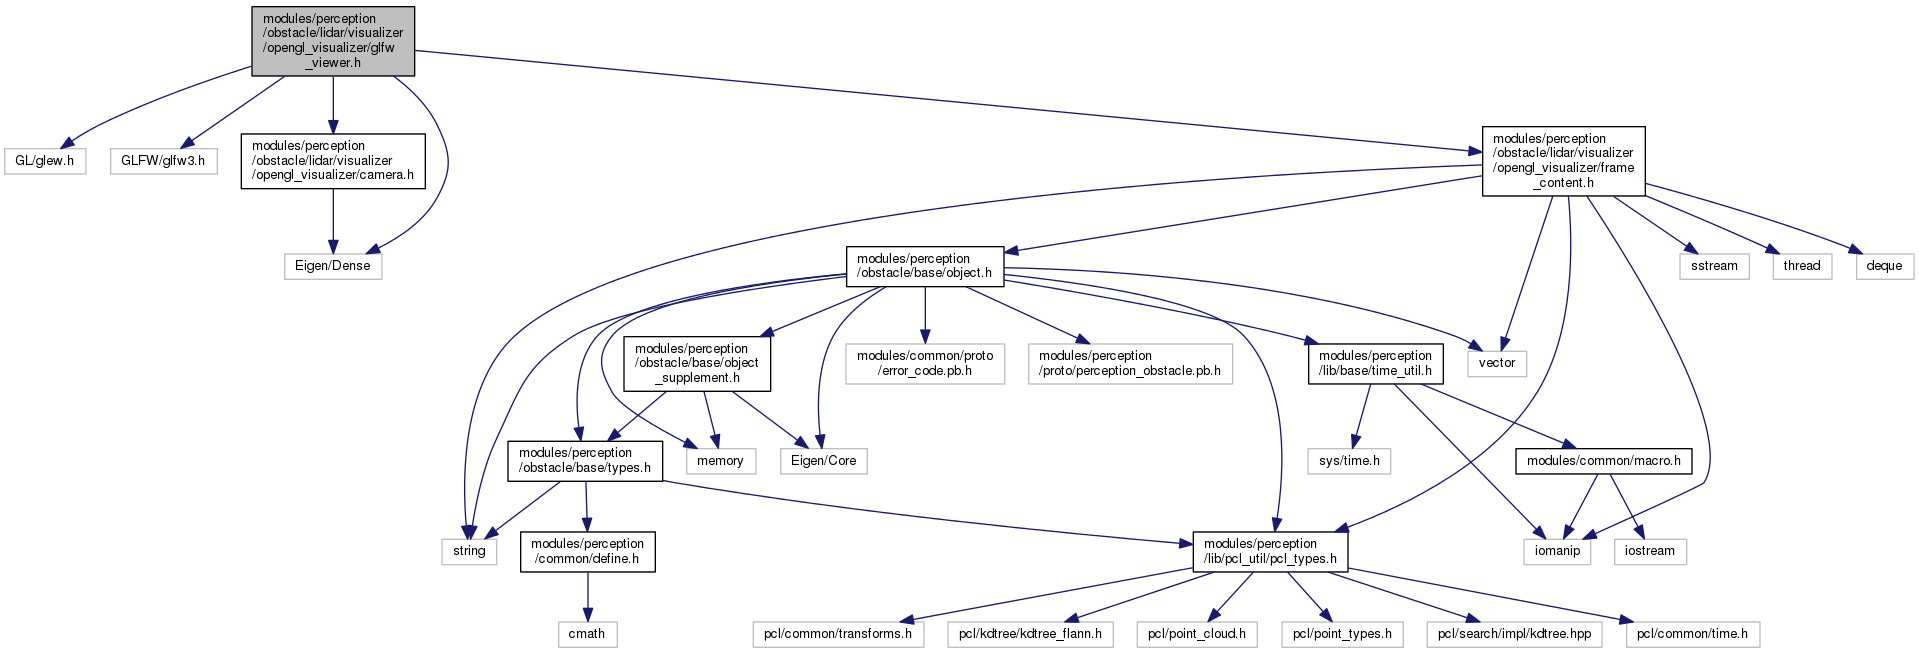 modules/perception
/obstacle/lidar/visualizer
/opengl_visualizer/glfw
_viewer.h
GL/glew.h
GLFW/glfw3.h
modules/perception
/obstacle/lidar/visualizer
/opengl_visualizer/camera.h
modules/perception
/obstacle/lidar/visualizer
/opengl_visualizer/frame
_content.h
Eigen/Dense
modules/perception
/obstacle/base/object.h
sstream
thread
deque
modules/perception
/obstacle/base/object
_supplement.h
modules/common/proto
/error_code.pb.h
modules/perception
/proto/perception_obstacle.pb.h
modules/perception
/lib/base/time_util.h
vector
modules/perception
/obstacle/base/types.h
memory
Eigen/Core
sys/time.h
modules/common/macro.h
string
modules/perception
/common/define.h
modules/perception
/lib/pcl_util/pcl_types.h
iomanip
iostream
cmath
pcl/common/transforms.h
pcl/kdtree/kdtree_flann.h
pcl/point_cloud.h
pcl/point_types.h
pcl/search/impl/kdtree.hpp
pcl/common/time.h